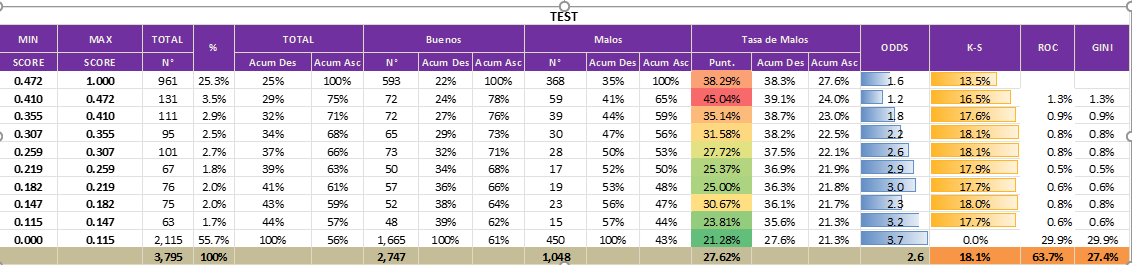 TEST
MIN MAX TOTAL % TOTAL Buenos Malos Tasa de Malos ODDS K-S ROC GINI
SCORE SCORE N° Acum Des Acum Asc N° Acum Des Acum Asc N° Acum Des Acum Asc Punt. Acum Des Acum Asc
0.472 1.000 961 25.3% 25% 100% 593 22% 100% 368 35% 100% 38.29% 38.3% 27.6% 1.6 13.5%
0.410 0.472 131 3.5% 29% 75% 72 24% 78% 59 41% 65% 45.04% 39.1% 24.0% 1.2 16.5% 1.3% 1.3%
0.355 0.410 111 2.9% 32% 71% 72 27% 76% 39 44% 59% 35.14% 38.7% 23.0% 1.8 17.6% 0.9% 0.9%
0.307 0.355 95 2.5% 34% 68% 65 29% 73% 30 47% 56% 31.58% 38.2% 22.5% 2.2 18.1% 0.8% 0.8%
0.259 0.307 101 2.7% 37% 66% 73 32% 71% 28 50% 53% 27.72% 37.5% 22.1% 2.6 18.1% 0.8% 0.8%
0.219 0.259 67 1.8% 39% 63% 50 34% 68% 17 52% 50% 25.37% 36.9% 21.9% 2.9 17.9% 0.5% 0.5%
0.182 0.219 76 2.0% 41% 61% 57 36% 66% 19 53% 48% 25.00% 36.3% 21.8% 3.0 17.7% 0.6% 0.6%
0.147 0.182 75 2.0% 43% 59% 52 38% 64% 23 56% 47% 30.67% 36.1% 21.7% 2.3 18.0% 0.8% 0.8%
0.115 0.147 63 1.7% 44% 57% 48 39% 62% 15 57% 44% 23.81% 35.6% 21.3% 3.2 17.7% 0.6% 0.6%
0.000 0.115 2,115 55.7% 100% 56% 1,665 100% 61% 450 100% 43% 21.28% 27.6% 21.3% 3.7 0.0% 29.9% 29.9%
3,795 100% 2,747 1,048 27.62% 2.6 18.1% 63.7% 27.4%